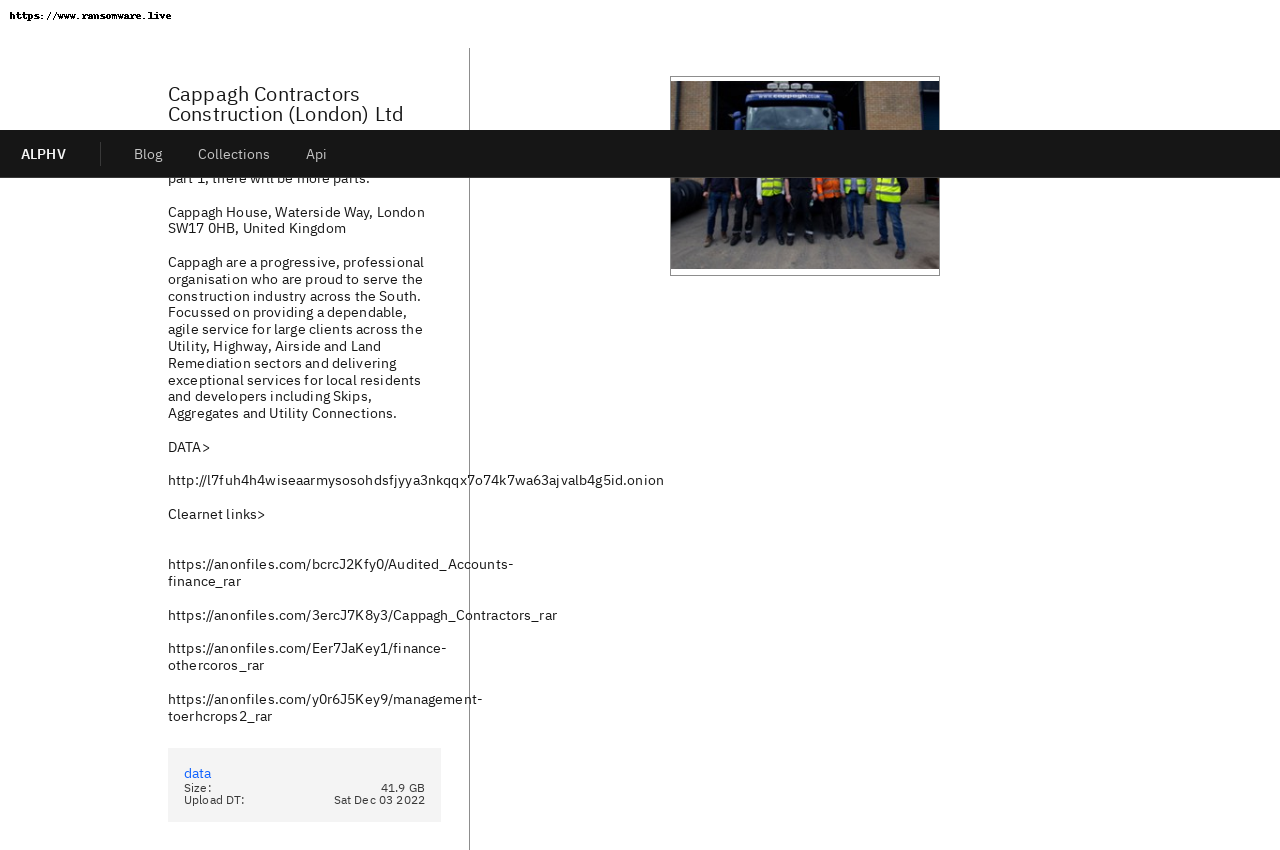 https://www.ransomware.live
Cappagh Contractors
Construction (London) Ltd
ALPHV
Blog
Collections
Api
part 1, there will be more parts.
Cappagh House, Waterside Way, London
SW17 0HB, United Kingdom
Cappagh are a progressive, professional
organisation who are proud to serve the
construction industry across the South.
Focussed on providing a dependable,
agile service for large clients across the
Utility, Highway, Airside and Land
Remediation sectors and delivering
exceptional services for local residents
and developers including Skips,
Aggregates and Utility Connections.
DATA>
http://l7fuh4h4wiseaarmysosohdsfjyya3nkqqx7o74k7wa63ajvalb4g5id.onion
Clearnet links>
https://anonfiles.com/bcrcJ2Kfy0/Audited_Accounts-
finance_rar
https://anonfiles.com/3ercJ7K8y3/Cappagh_Contractors_rar
https://anonfiles.com/Eer7JaKey1/finance-
othercoros_rar
https://anonfiles.com/y0r6J5Key9/management-
toerhcrops2_rar
data
Size: 41.9 GB
Upload DT: Sat Dec 03 2022